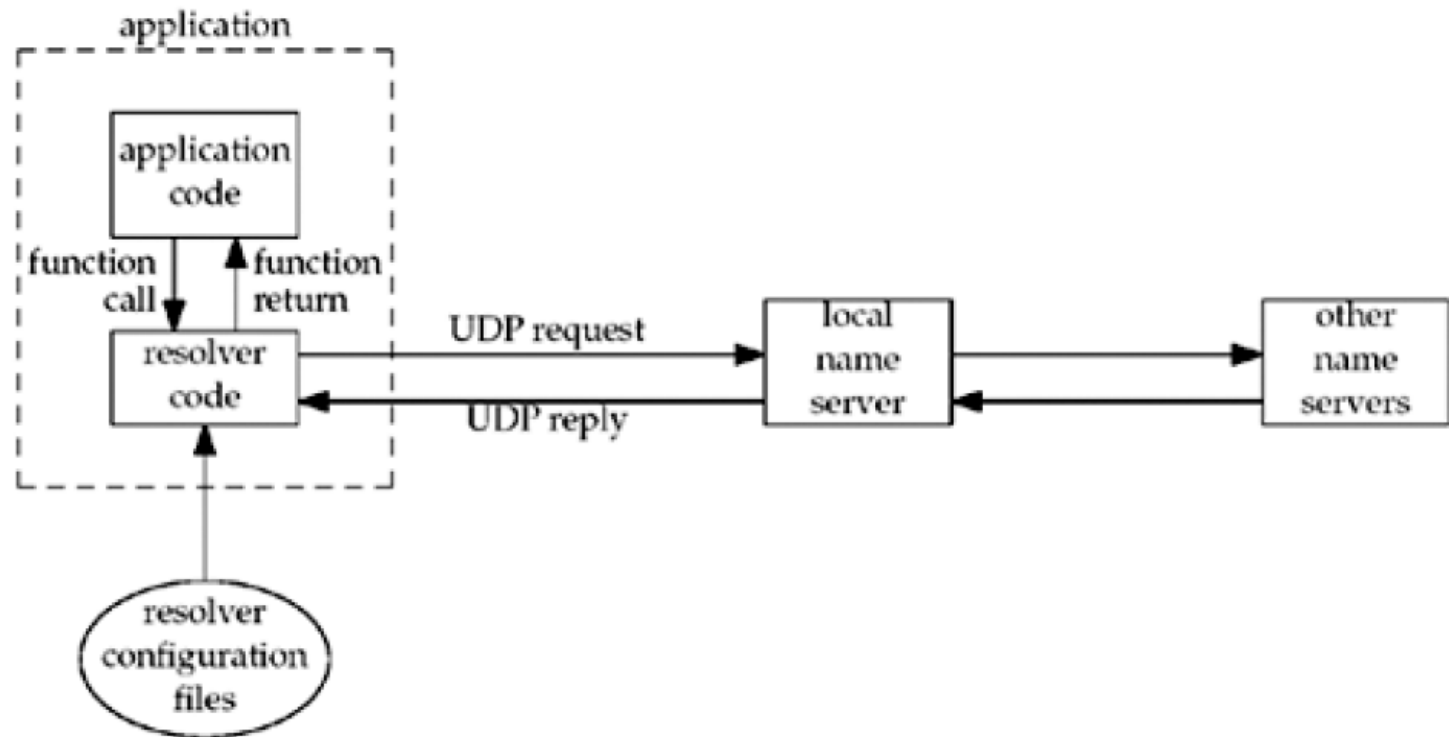 application
application
code
function
call
function
return
resolver
code
UDP request
UDP reply
local
name
server
other
name
servers
resolver
configuration
files